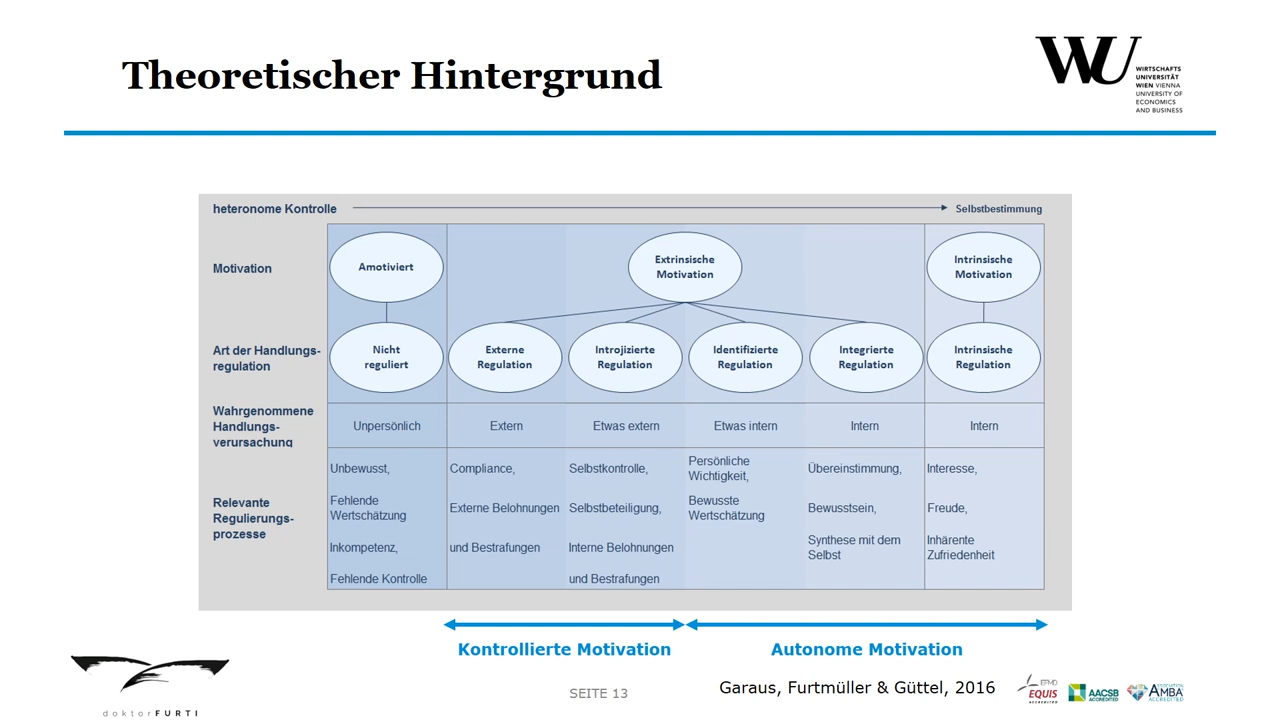 Theoretischer Hintergrund
WU
WIRTSCHAFTS
UNIVERSITÄT
WIEN VIENNA
UNIVERSITY OF
ECONOMICS
AND BUSINESS
heteronome Kontrolle
Selbstbestimmung
Motivation
Amotiviert
Extrinsische
Motivation
Intrinsische
Motivation
Art der Handlungs-
regulation
Nicht
reguliert
Externe
Regulation
Introjizierte
Regulation
Identifizierte
Regulation
Integrierte
Regulation
Intrinsische
Regulation
Wahrgenommene
Handlungs-
verursachung
Unpersönlich
Extern
Etwas extern
Etwas intern
Intern
Intern
Relevante
Regulierungs-
prozesse
Unbewusst,
Fehlende
Wertschätzung
Inkompetenz,
Fehlende Kontrolle
Compliance,
Externe Belohnungen
und Bestrafungen
Selbstkontrolle,
Selbstbeteiligung,
Interne Belohnungen
und Bestrafungen
Persönliche
Wichtigkeit,
Bewusste
Wertschätzung
Übereinstimmung,
Bewusstsein,
Synthese mit dem
Selbst
Interesse,
Freude,
Inhärente
Zufriedenheit
Kontrollierte Motivation
Autonome Motivation
doktorFURTI
SEITE 13
Garaus, Furtmüller & Güttel, 2016
EFMD
EQUIS
ACCREDITED
AACSB
ACCREDITED
ASSOCIATION
AMBA
ACCREDITED